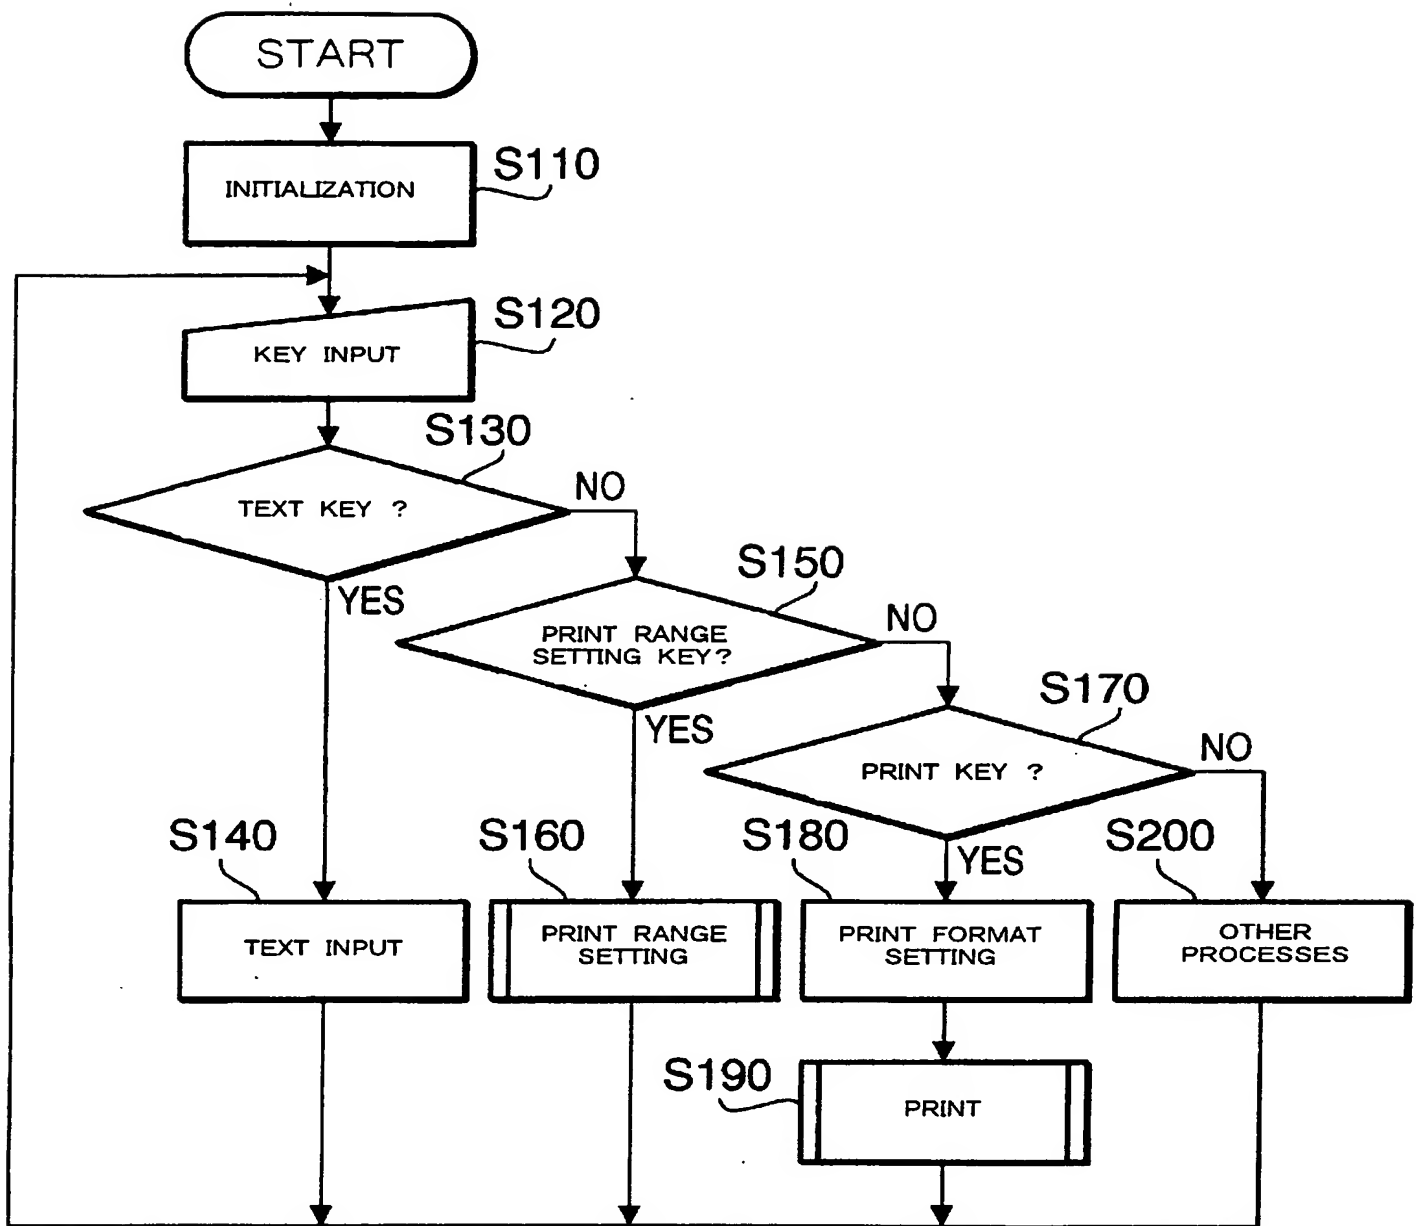 START
INITIALIZATION
S110
KEY INPUT
S120
S130
TEXT KEY ?
NO
YES
S150
PRINT RANGE
SETTING KEY?
NO
YES
S170
PRINT KEY ?
NO
YES
S140
TEXT INPUT
S160
PRINT RANGE
SETTING
S180
PRINT FORMAT
SETTING
S200
OTHER
PROCESSES
S190
PRINT